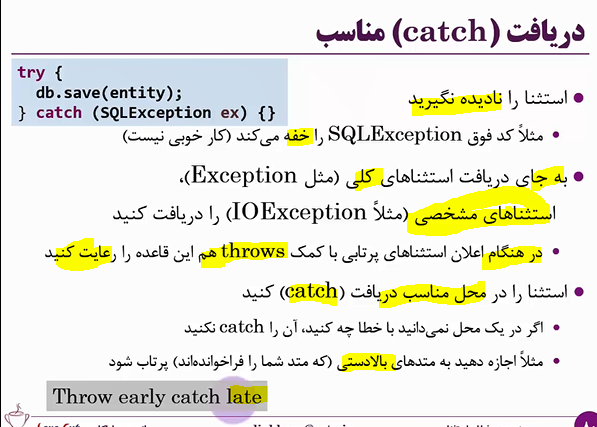 دریافت (catch) مناسب
try {
db.save(entity);
} catch (SQLException ex) {}
استثنا را نادیده نگیرید
مثلاً کد فوق SQLException را خفه می‌کند (کار خوبی نیست)
به جای دریافت استثناهای کلی (مثل Exception)،
استثناهای مشخصی (مثلاً IOException) را دریافت کنید
در هنگام اعلان استثناهای پرتابی با کمک throws هم این قاعده را رعایت کنید
استثنا را در محل مناسب دریافت (catch) کنید
اگر در یک محل نمی‌دانید با خطا چه کنید، آن را catch نکنید
مثلاً اجازه دهید به متدهای بالادستی (که متد شما را فراخوانده‌اند) پرتاب شود
Throw early catch late